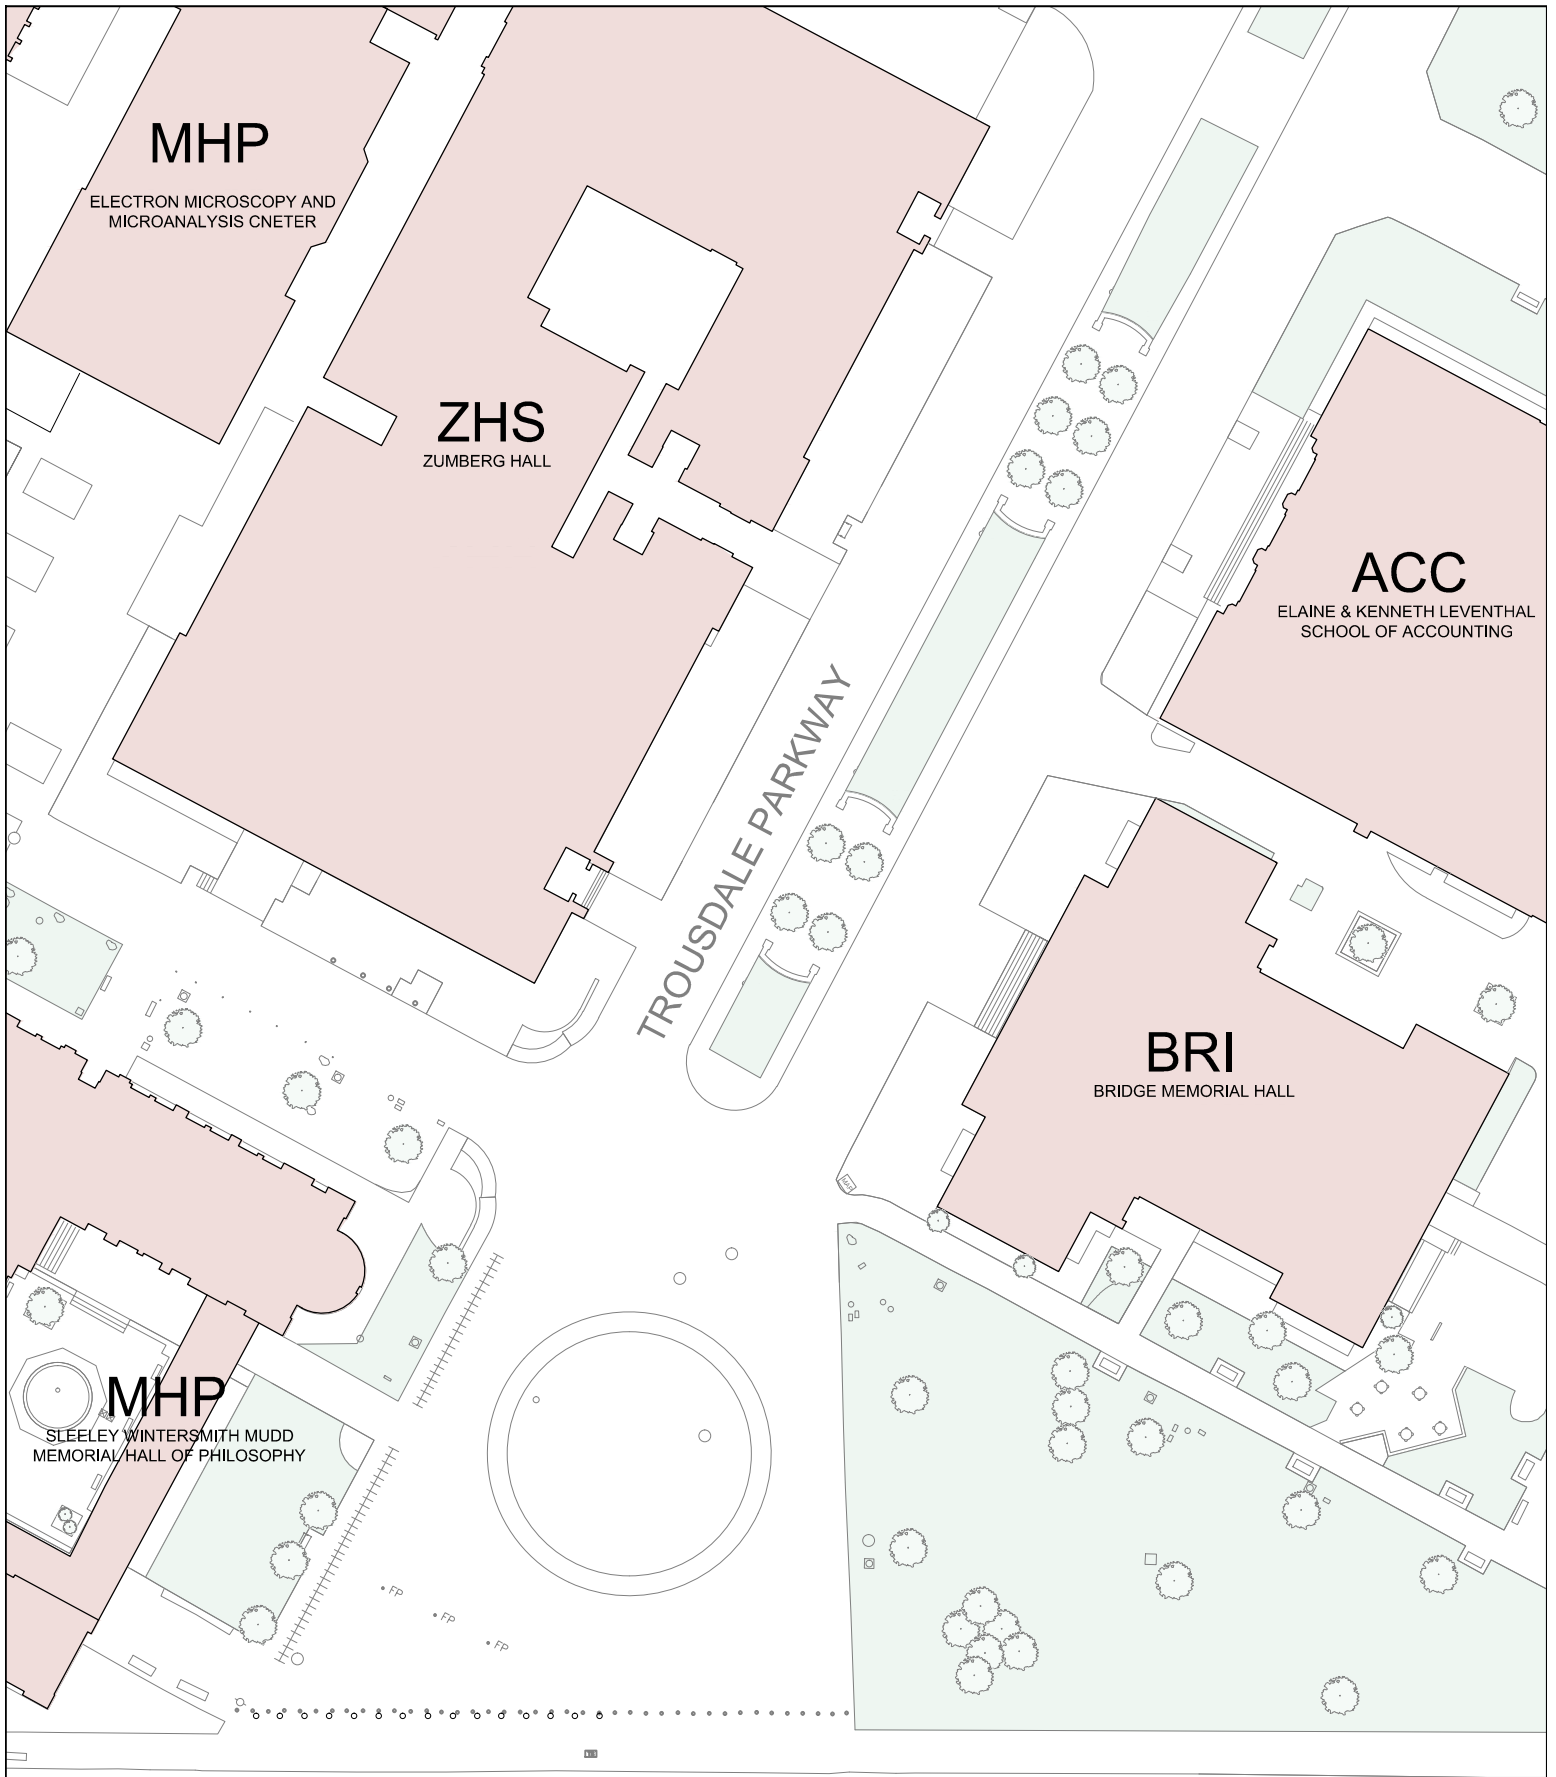 MHP
ELECTRON MICROSCOPY AND
MICROANALYSIS CNETER
ZHS
ZUMBERG HALL
ACC
ELAINE & KENNETH LEVENTHAL
SCHOOL OF ACCOUNTING
TROUSDALE PARKWAY
BRI
BRIDGE MEMORIAL HALL
MAP
MHP
SLEELEY WINTERSMITH MUDD
MEMORIAL HALL OF PHILOSOPHY
FP
FP
FP